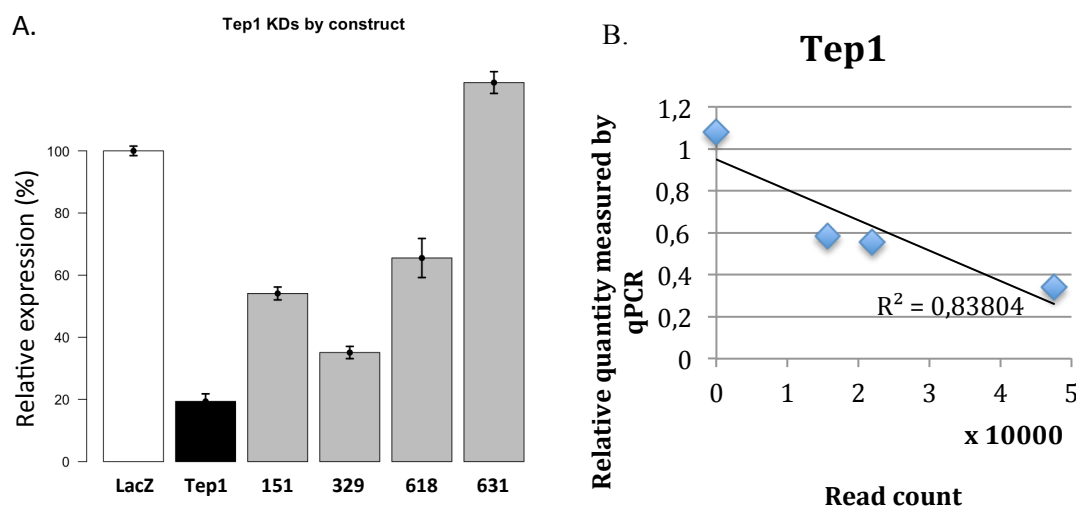 A.
Tep1 KDs by construct
Relative expression (%)
100
80
60
40
20
0
LacZ Tep1 151 329 618 631
B.
Tep1
Relative quantity measured by
qPCR
1,2
1
0,8
0,6
0,4
0,2
0
R² = 0,83804
0 1 2 3 4 5
x 10000
Read count